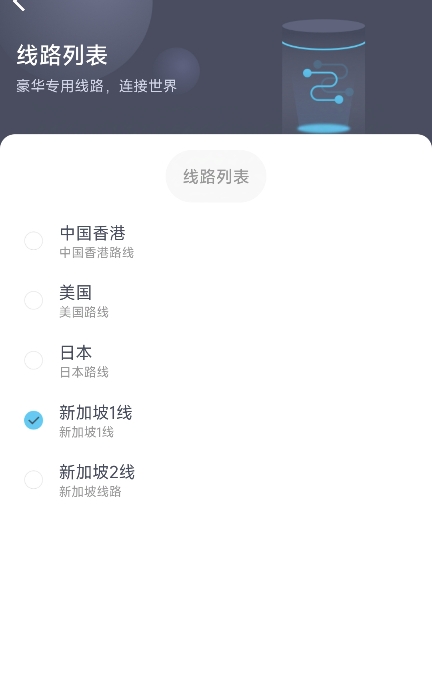 线路列表
豪华专用线路，连接世界
线路列表
中国香港
中国香港路线
美国
美国路线
日本
日本路线
新加坡1线
新加坡1线
新加坡2线
新加坡线路